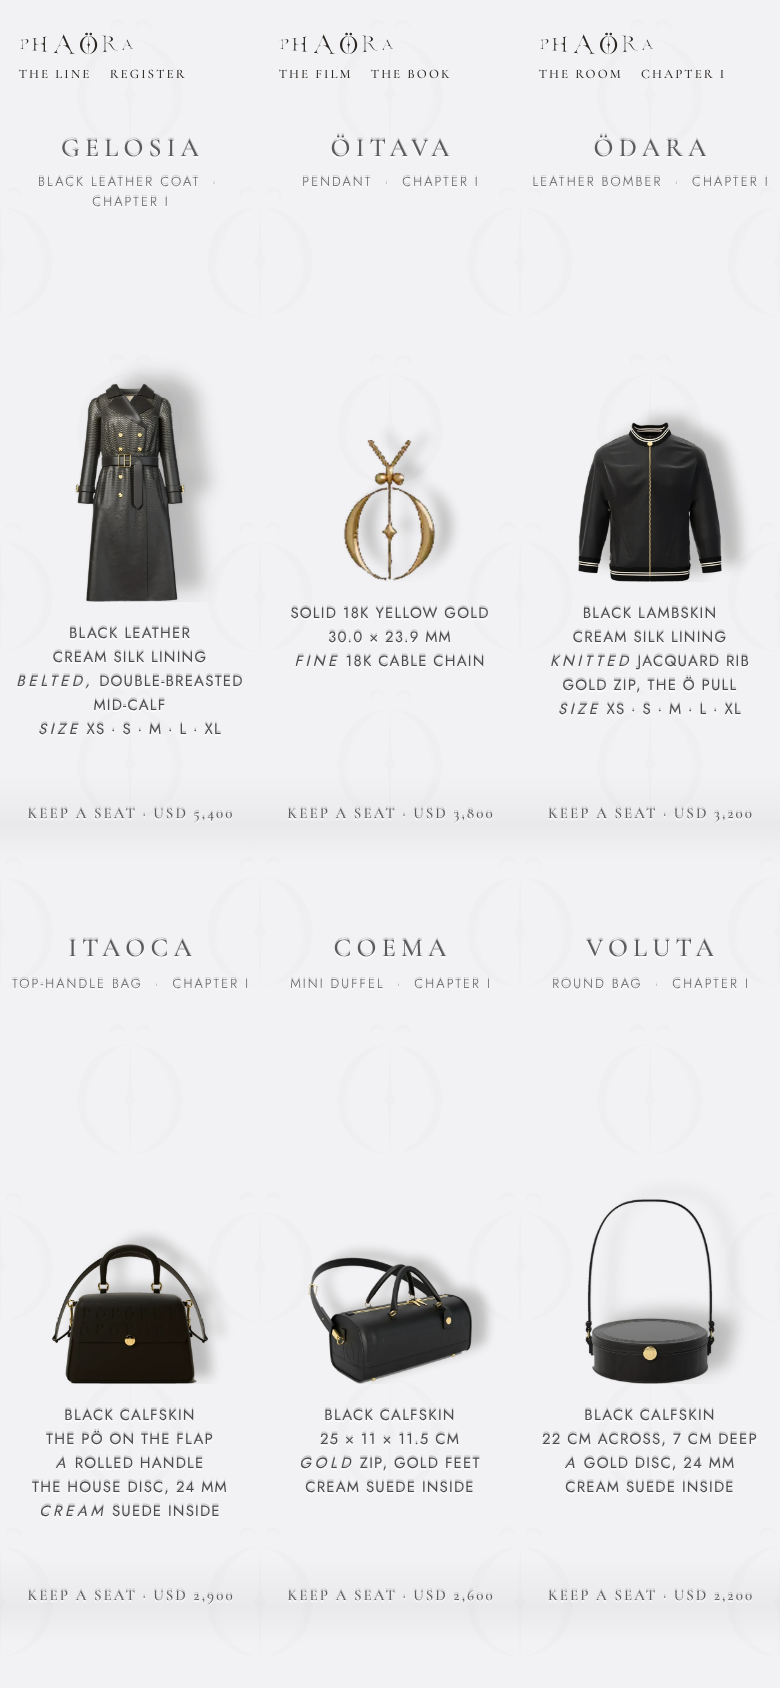 PHAÖRA
THE LINE REGISTER
PHAÖRA
THE FILM THE BOOK
PHAÖRA
THE ROOM CHAPTER I
GELOSIA
BLACK LEATHER COAT ·
CHAPTER I
ÖITAVA
PENDANT · CHAPTER I
ÖDARA
LEATHER BOMBER · CHAPTER I
BLACK LEATHER
CREAM SILK LINING
BELTED, DOUBLE-BREASTED
MID-CALF
SIZE XS · S · M · L · XL
SOLID 18K YELLOW GOLD
30.0 × 23.9 MM
FINE 18K CABLE CHAIN
BLACK LAMBSKIN
CREAM SILK LINING
KNITTED JACQUARD RIB
GOLD ZIP, THE Ö PULL
SIZE XS · S · M · L · XL
KEEP A SEAT · USD 5,400
KEEP A SEAT · USD 3,800
KEEP A SEAT · USD 3,200
ITAOCA
TOP-HANDLE BAG · CHAPTER I
COEMA
MINI DUFFEL · CHAPTER I
VOLUTA
ROUND BAG · CHAPTER I
BLACK CALFSKIN
THE PÖ ON THE FLAP
A ROLLED HANDLE
THE HOUSE DISC, 24 MM
CREAM SUEDE INSIDE
BLACK CALFSKIN
25 × 11 × 11.5 CM
GOLD ZIP, GOLD FEET
CREAM SUEDE INSIDE
BLACK CALFSKIN
22 CM ACROSS, 7 CM DEEP
A GOLD DISC, 24 MM
CREAM SUEDE INSIDE
KEEP A SEAT · USD 2,900
KEEP A SEAT · USD 2,600
KEEP A SEAT · USD 2,200